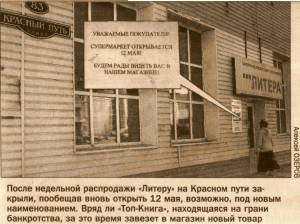 83
КРАСНЫЙ ПУТЬ
УВАЖАЕМЫЕ ПОКУПАТЕЛИ!
СУПЕРМАРКЕТ ОТКРЫВАЕТСЯ
12 МАЯ!
БУДЕМ РАДЫ ВИДЕТЬ ВАС В
НАШЕМ МАГАЗИНЕ!
ЛИТЕРА
Алексей ОЗЕРОВ
После недельной распродажи «Литеру» на Красном пути за-
крыли, пообещав вновь открыть 12 мая, возможно, под новым
наименованием. Вряд ли «Топ-Книга», находящаяся на грани
банкротства, за это время завезет в магазин новый товар